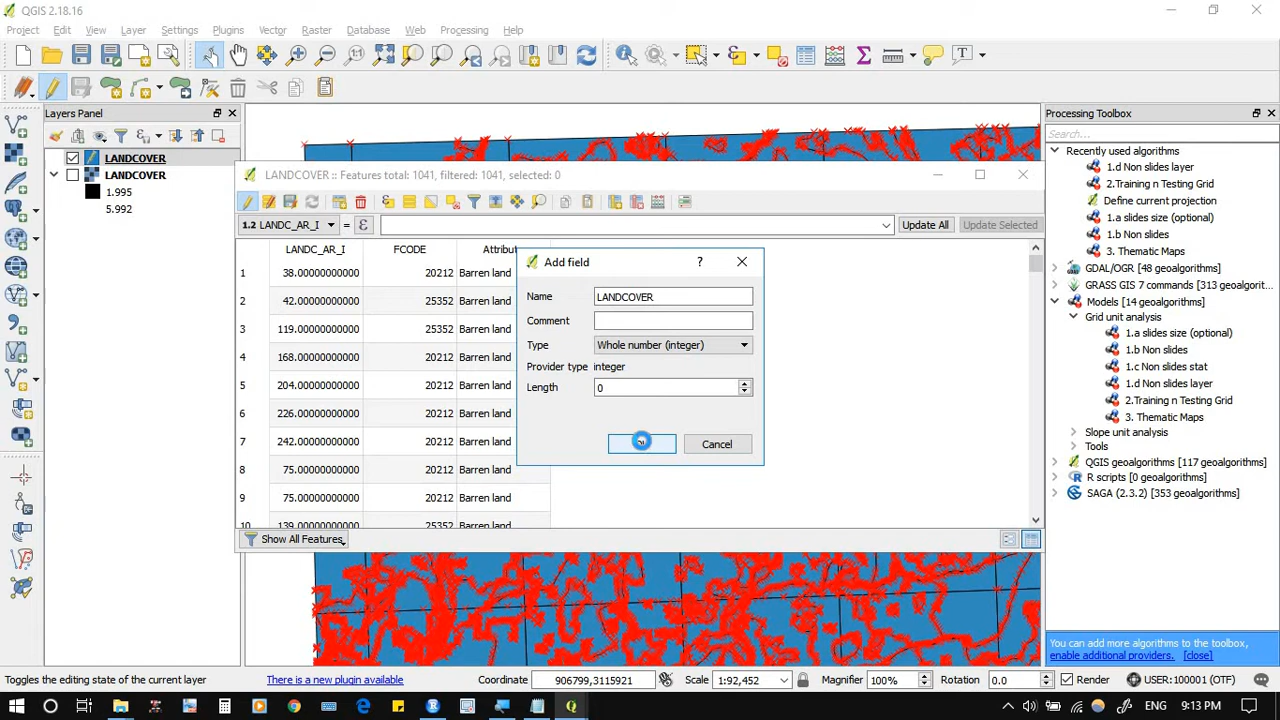 QGIS 2.18.16
Project Edit View Layer Settings Plugins Vector Raster Database Web Processing Help
Layers Panel
LANDCOVER
LANDCOVER
1.995
5.992
LANDCOVER :: Features total: 1041, filtered: 1041, selected: 0
1.2 LANDC_AR_I = ε Update All Update Selected
LANDC_AR_I FCODE Attribut
1 38.00000000000 20212 Barren land
2 42.00000000000 25352 Barren land
3 119.00000000000 25352 Barren land
4 168.00000000000 20212 Barren land
5 204.00000000000 20212 Barren land
6 226.00000000000 20212 Barren land
7 242.00000000000 20212 Barren land
8 75.00000000000 20212 Barren land
9 75.00000000000 20212 Barren land
10 139.00000000000 25352 Barren land
Show All Features
Add field
?
Name LANDCOVER
Comment
Type Whole number (integer)
Provider type integer
Length 0
Cancel
Processing Toolbox
Search...
Recently used algorithms
1.d Non slides layer
2.Training n Testing Grid
Define current projection
1.a slides size (optional)
1.b Non slides
3. Thematic Maps
GDAL/OGR [48 geoalgorithms]
GRASS GIS 7 commands [313 geoalgorit...
Models [14 geoalgorithms]
Grid unit analysis
1.a slides size (optional)
1.b Non slides
1.c Non slides stat
1.d Non slides layer
2.Training n Testing Grid
3. Thematic Maps
Slope unit analysis
Tools
QGIS geoalgorithms [117 geoalgorithms]
R scripts [0 geoalgorithms]
SAGA (2.3.2) [353 geoalgorithms]
You can add more algorithms to the toolbox,
enable additional providers. [close]
Toggles the editing state of the current layer There is a new plugin available Coordinate 906799,3115921 Scale 1:92,452 Magnifier 100% Rotation 0.0 Render USER:100001 (OTF)
ENG 9:13 PM